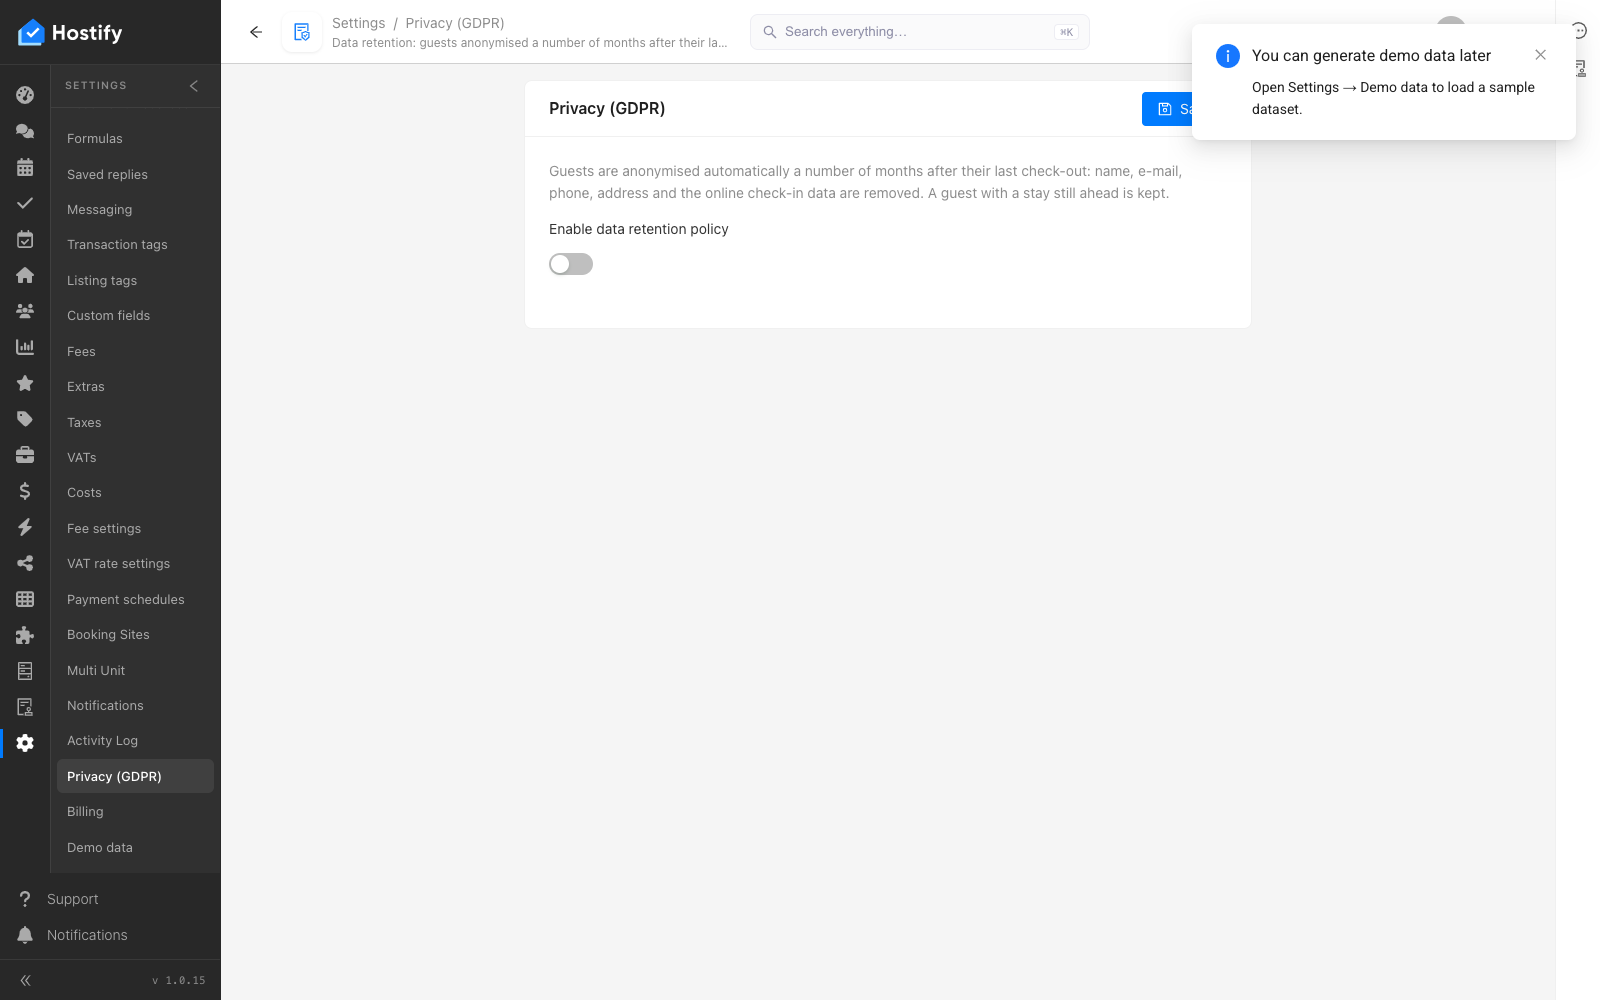 Hostify
SETTINGS
Formulas
Saved replies
Messaging
Transaction tags
Listing tags
Custom fields
Fees
Extras
Taxes
VATs
Costs
Fee settings
VAT rate settings
Payment schedules
Booking Sites
Multi Unit
Notifications
Activity Log
Privacy (GDPR)
Billing
Demo data
Support
Notifications
v 1.0.15
Settings / Privacy (GDPR)
Data retention: guests anonymised a number of months after their la...
Search everything...
⌘K
Privacy (GDPR)
Guests are anonymised automatically a number of months after their last check-out: name, e-mail,
phone, address and the online check-in data are removed. A guest with a stay still ahead is kept.
Enable data retention policy
You can generate demo data later
Open Settings → Demo data to load a sample
dataset.